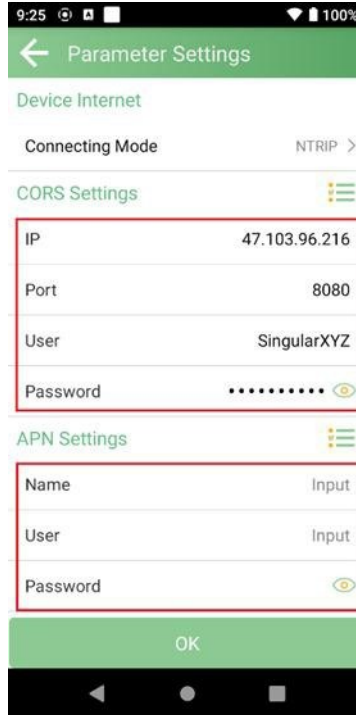 9:25 100%
Parameter Settings
Device Internet
Connecting Mode NTRIP
CORS Settings
IP 47.103.96.216
Port 8080
User SingularXYZ
Password ••••••••••
APN Settings
Name Input
User Input
Password
OK